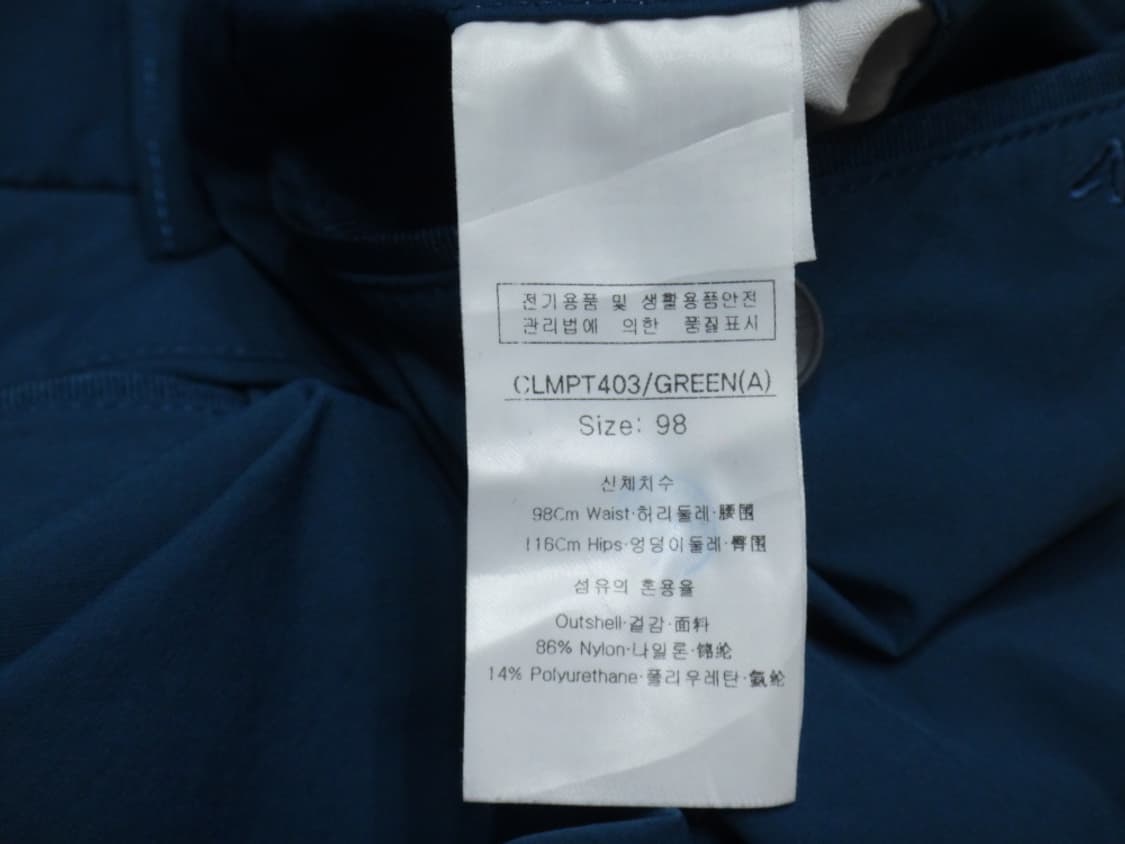 전기용품 및 생활용품안전
관리법에 의한 품질표시
CLMPT403/GREEN(A)
Size: 98
신체치수
98Cm Waist·허리둘레·腰围
116Cm Hips·엉덩이둘레·臀围
섬유의 혼용율
Outshell·겉감·面料
86% Nylon·나일론·锦纶
14% Polyurethane·폴리우레탄·氨纶